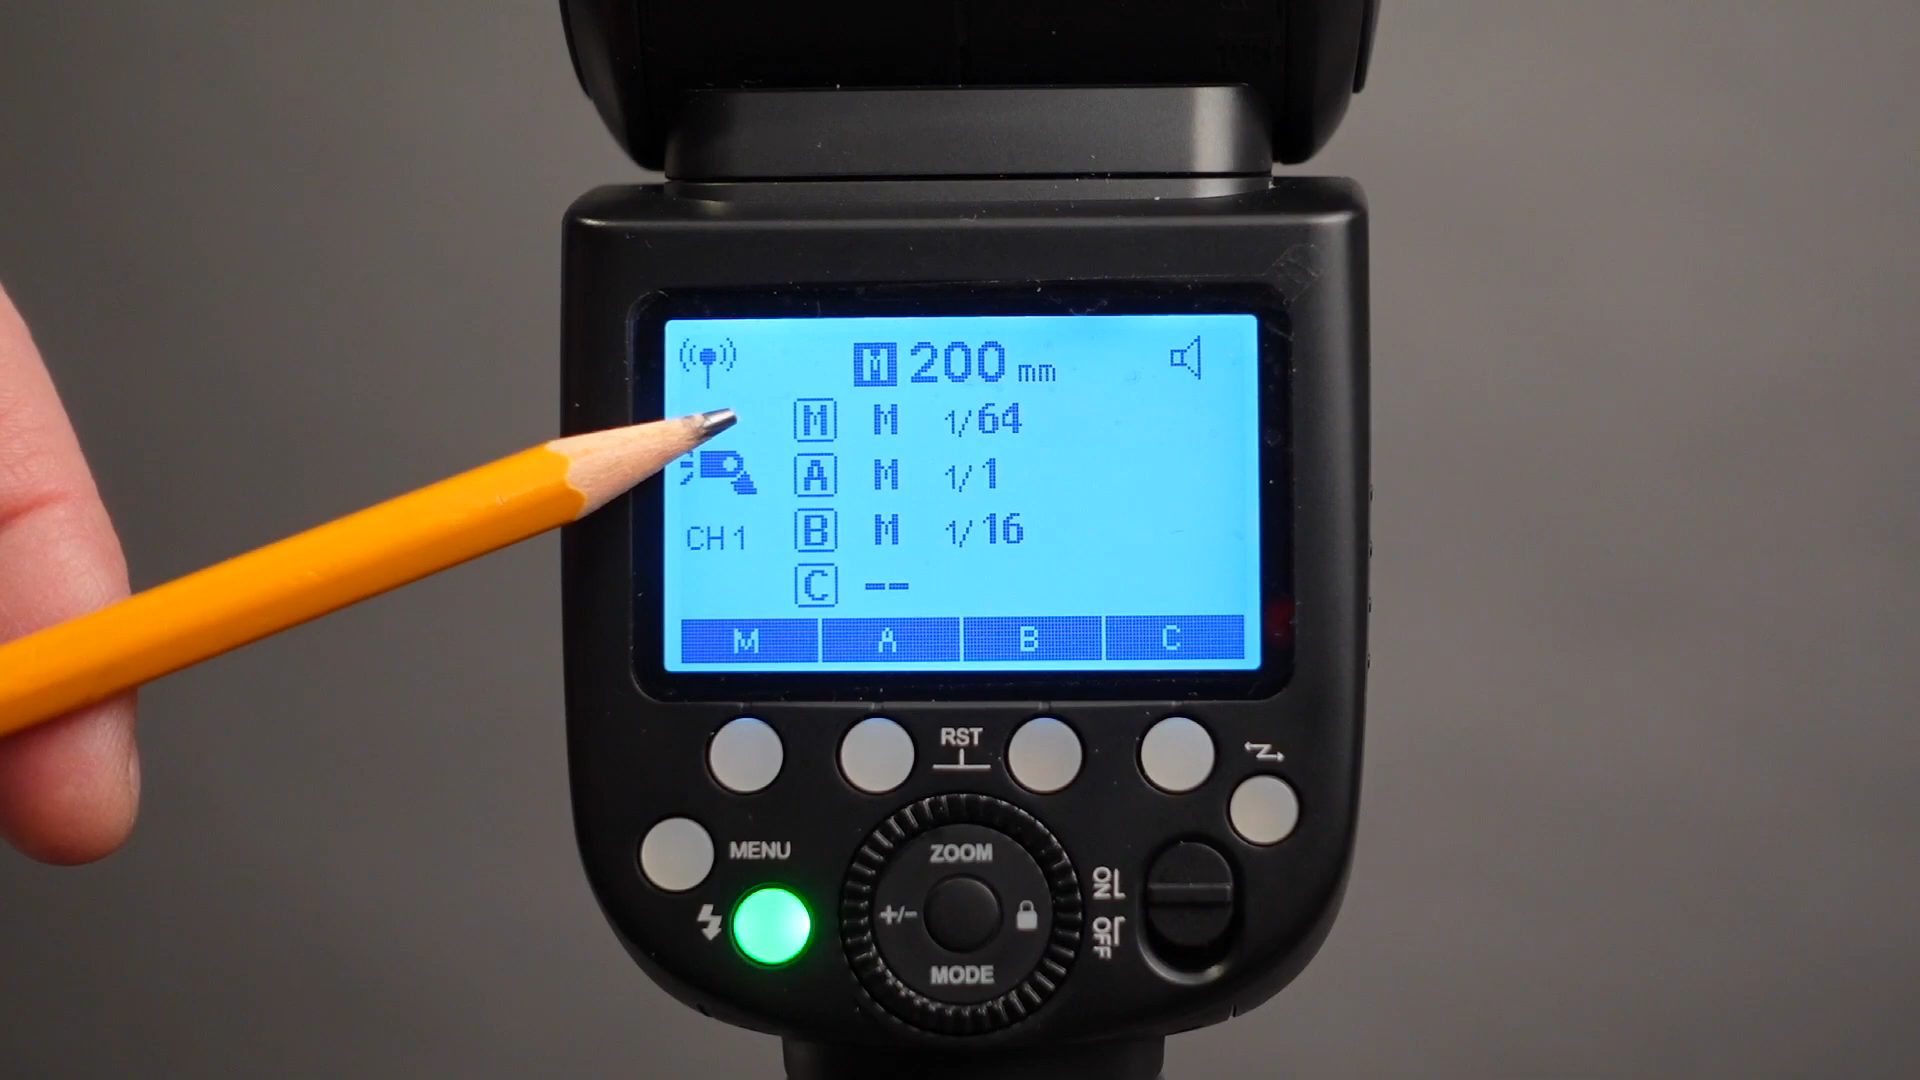 M 200 mm
M M 1/64
A M 1/1
CH 1 B M 1/16
C --
M A B C
RST
MENU
ZOOM
+/-
MODE
ON
OFF